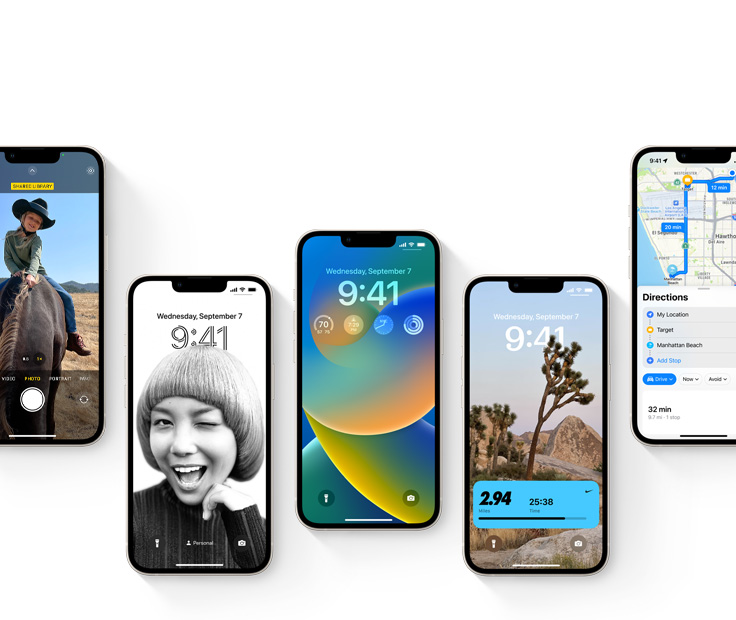 SHARED LIBRARY
VIDEO PHOTO PORTRAIT PANO
Wednesday, September 7
9:41
Personal
Wednesday, September 7
9:41
70
Wednesday, September 7
9:41
2.94
Miles
25:38
Time
9:41
12 min
20 min
El Segundo
Hawtho
Del Aire
Manhattan
Beach
Directions
My Location
Target
Manhattan Beach
Add Stop
Drive
Now
Avoid
32 min
9.7 mi · 1 stop